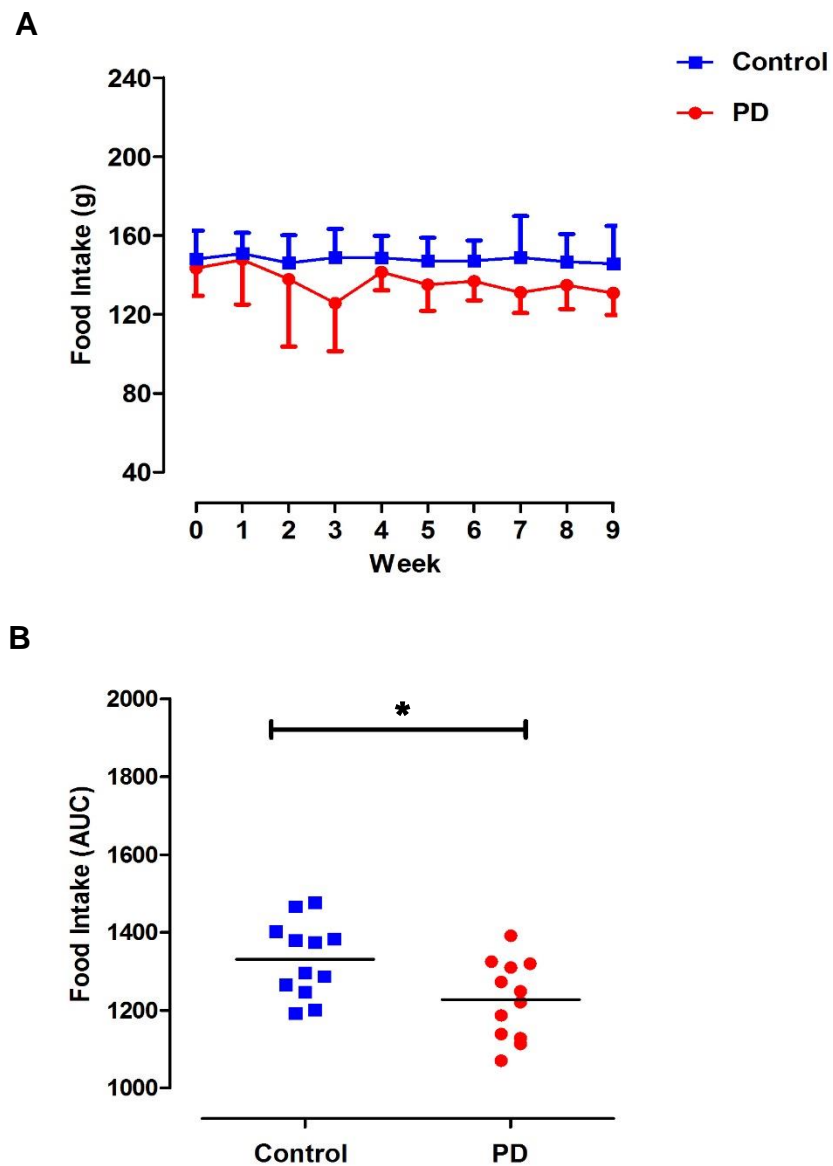 A
Control
PD
240
200
160
120
80
40
Food Intake (g)
0 1 2 3 4 5 6 7 8 9
Week
B
2000
1800
1600
1400
1200
1000
Food Intake (AUC)
*
Control PD